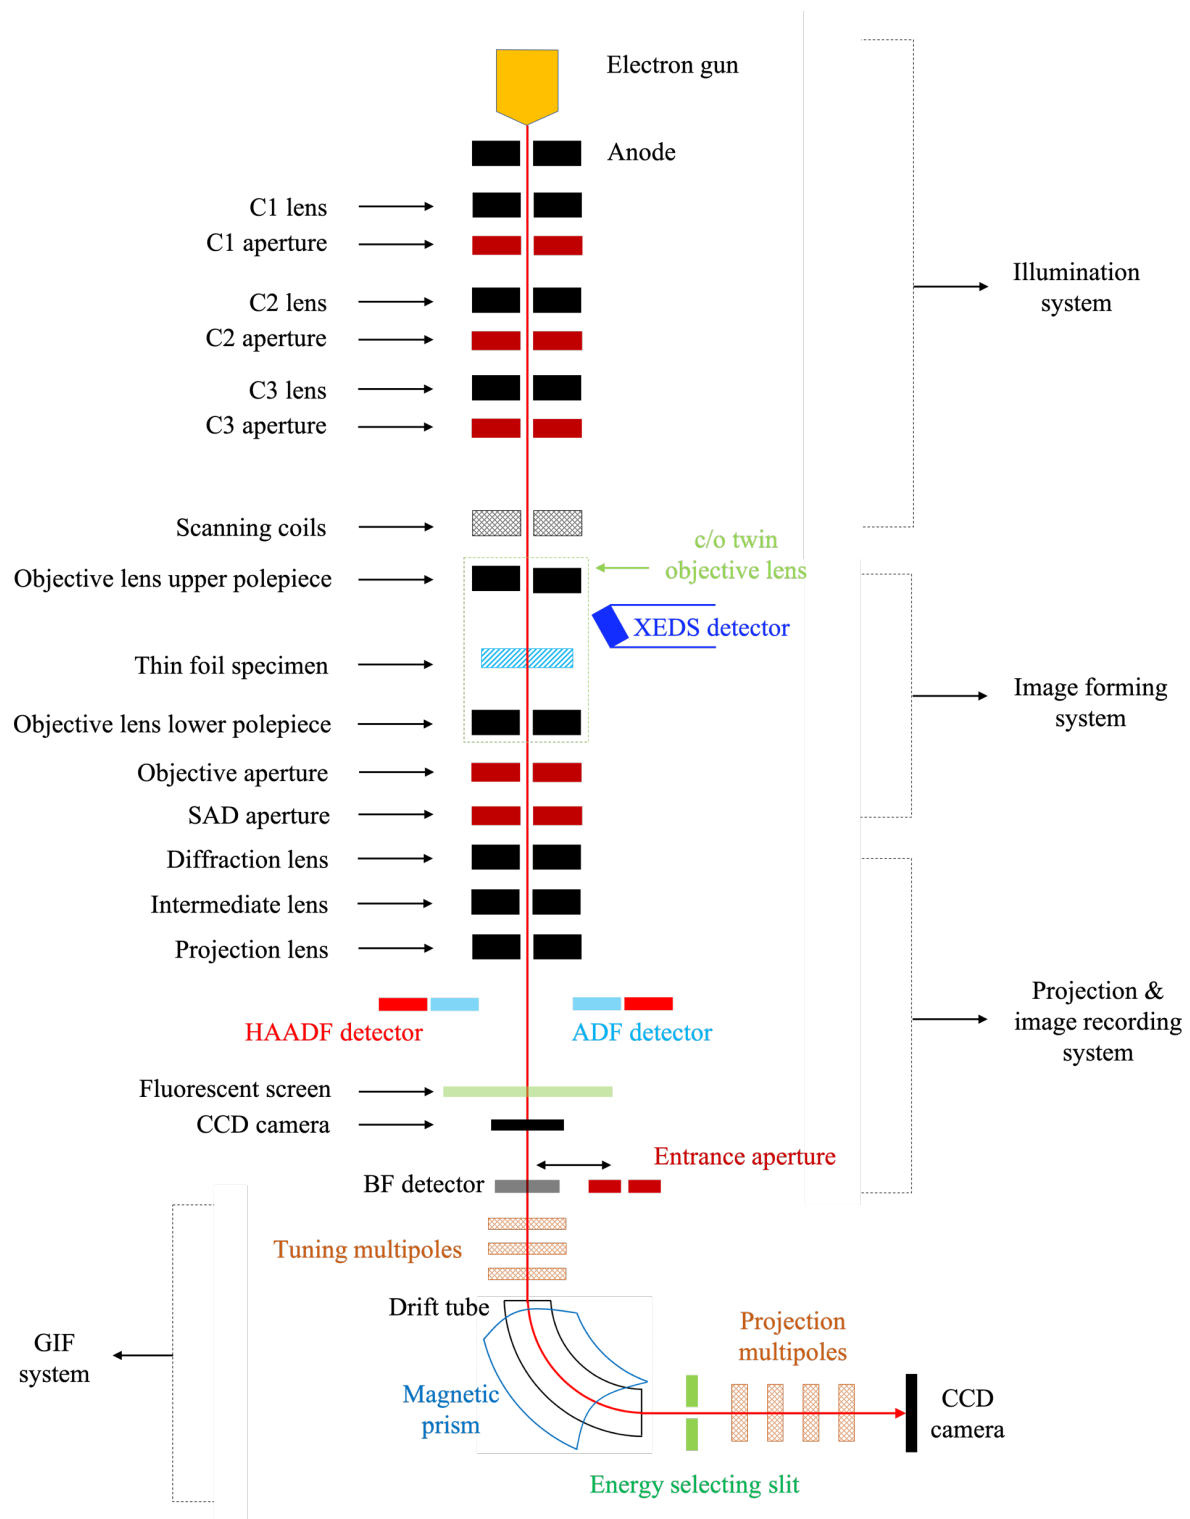 Electron gun
Anode
C1 lens
C1 aperture
Illumination
system
C2 lens
C2 aperture
C3 lens
C3 aperture
Scanning coils
c/o twin
objective lens
Objective lens upper polepiece
XEDS detector
Thin foil specimen
Image forming
system
Objective lens lower polepiece
Objective aperture
SAD aperture
Diffraction lens
Intermediate lens
Projection lens
Projection &
image recording
system
HAADF detector
ADF detector
Fluorescent screen
CCD camera
Entrance aperture
BF detector
Tuning multipoles
Drift tube
Projection
multipoles
GIF
system
Magnetic
prism
CCD
camera
Energy selecting slit